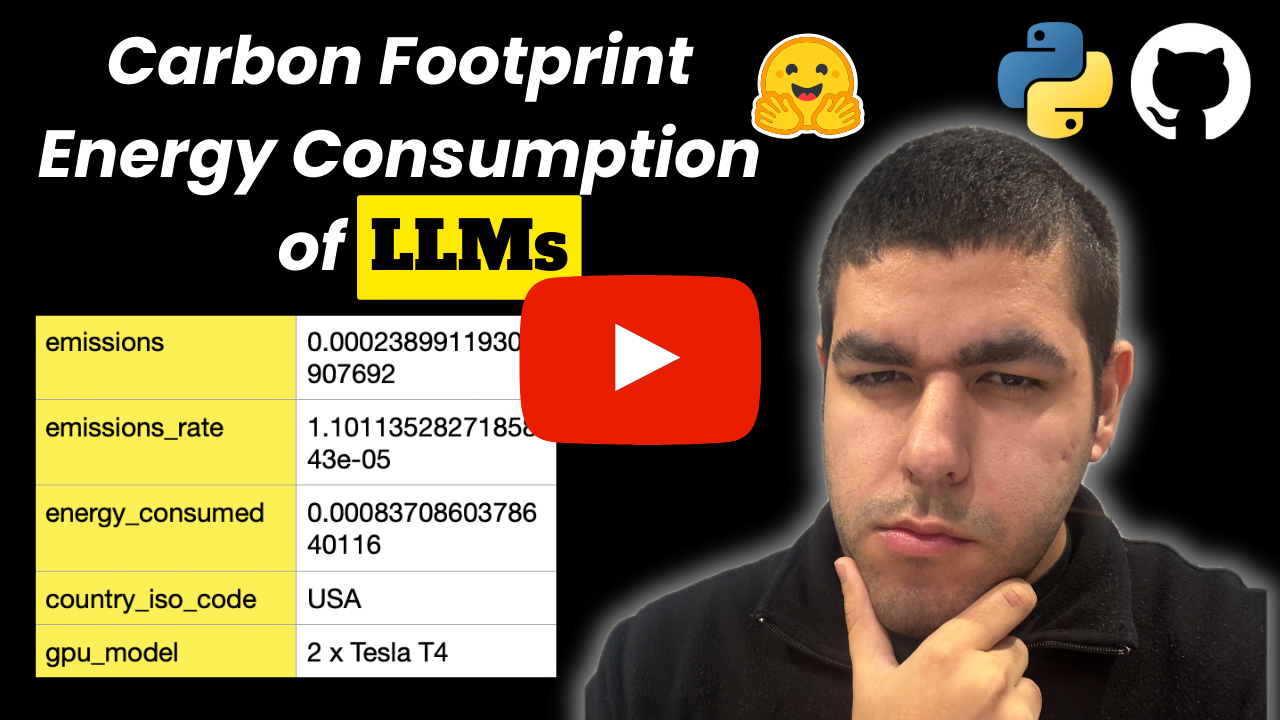 Carbon Footprint
Energy Consumption
of LLMs
emissions
0.0002389911930
907692
emissions_rate
1.10113528271858
43e-05
energy_consumed
0.00083708603786
40116
country_iso_code
USA
gpu_model
2 x Tesla T4